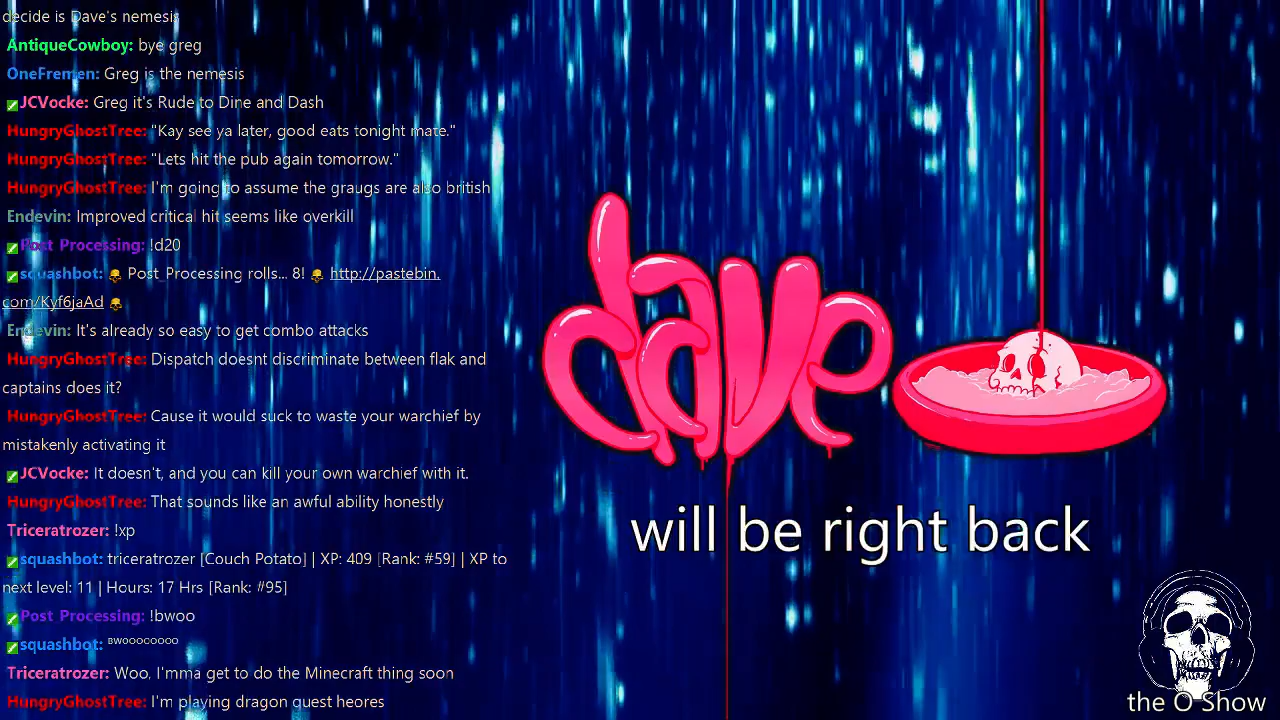 decide is Dave's nemesis
AntiqueCowboy: bye greg
OneFremen: Greg is the nemesis
JCVocke: Greg it's Rude to Dine and Dash
HungryGhostTree: "Kay see ya later, good eats tonight mate."
HungryGhostTree: "Lets hit the pub again tomorrow."
HungryGhostTree: I'm going to assume the graugs are also british
Endevin: Improved critical hit seems like overkill
Post_Processing: !d20
squashbot: Post_Processing rolls... 8! http://pastebin.
com/Kyf6jaAd
Endevin: It's already so easy to get combo attacks
HungryGhostTree: Dispatch doesnt discriminate between flak and
captains does it?
HungryGhostTree: Cause it would suck to waste your warchief by
mistakenly activating it
JCVocke: It doesn't, and you can kill your own warchief with it.
HungryGhostTree: That sounds like an awful ability honestly
Triceratrozer: !xp
squashbot: triceratrozer [Couch Potato] | XP: 409 [Rank: #59] | XP to
next level: 11 | Hours: 17 Hrs [Rank: #95]
Post_Processing: !bwoo
squashbot: ᴮᵂᴼᴼᴼᴼᴼᴼᴼ
Triceratrozer: Woo. I'mma get to do the Minecraft thing soon
HungryGhostTree: I'm playing dragon quest heores
dave
will be right back
the O Show